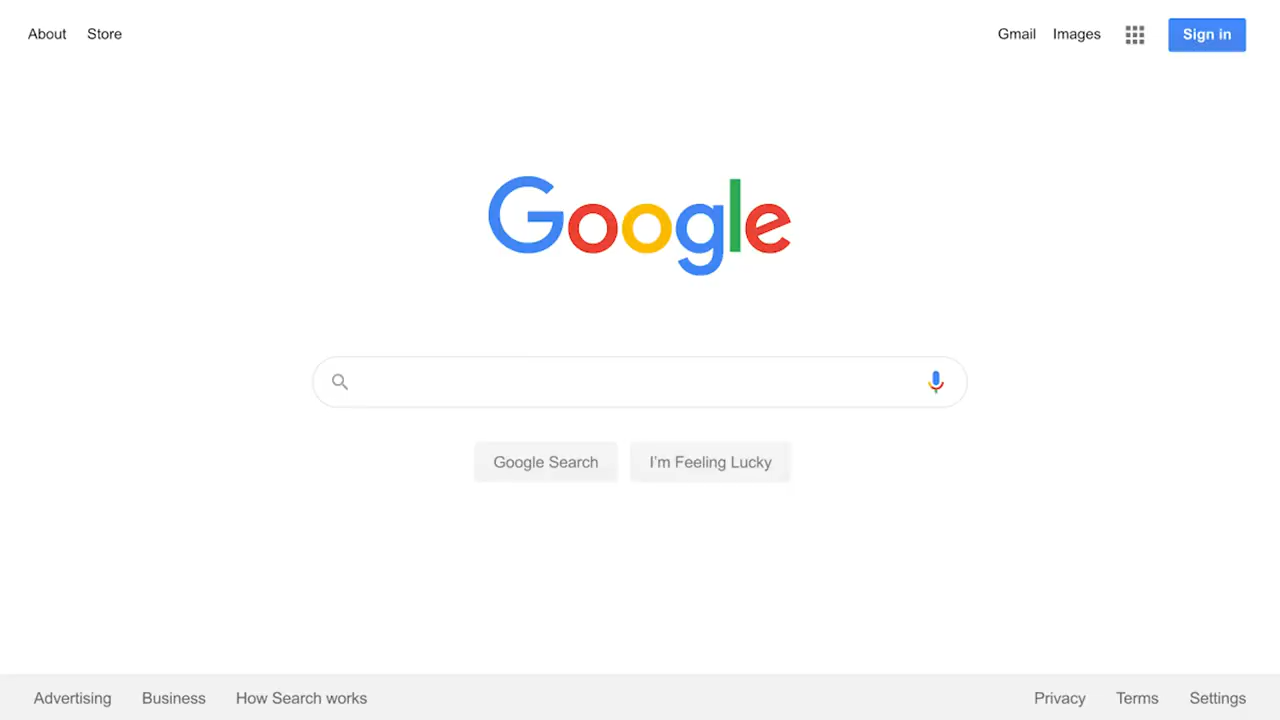 About Store Gmail Images Sign in
Google
Google Search I’m Feeling Lucky
Advertising Business How Search works Privacy Terms Settings